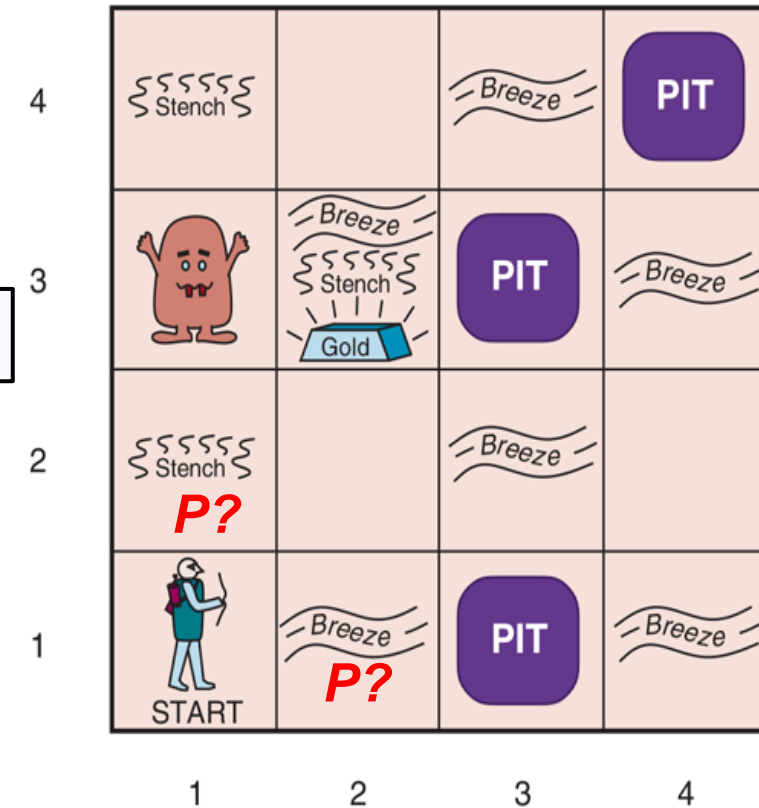 4
Stench
Breeze
PIT
3
Breeze
Stench
Gold
PIT
Breeze
2
Stench
P?
Breeze
1
START
Breeze
P?
PIT
Breeze
1 2 3 4